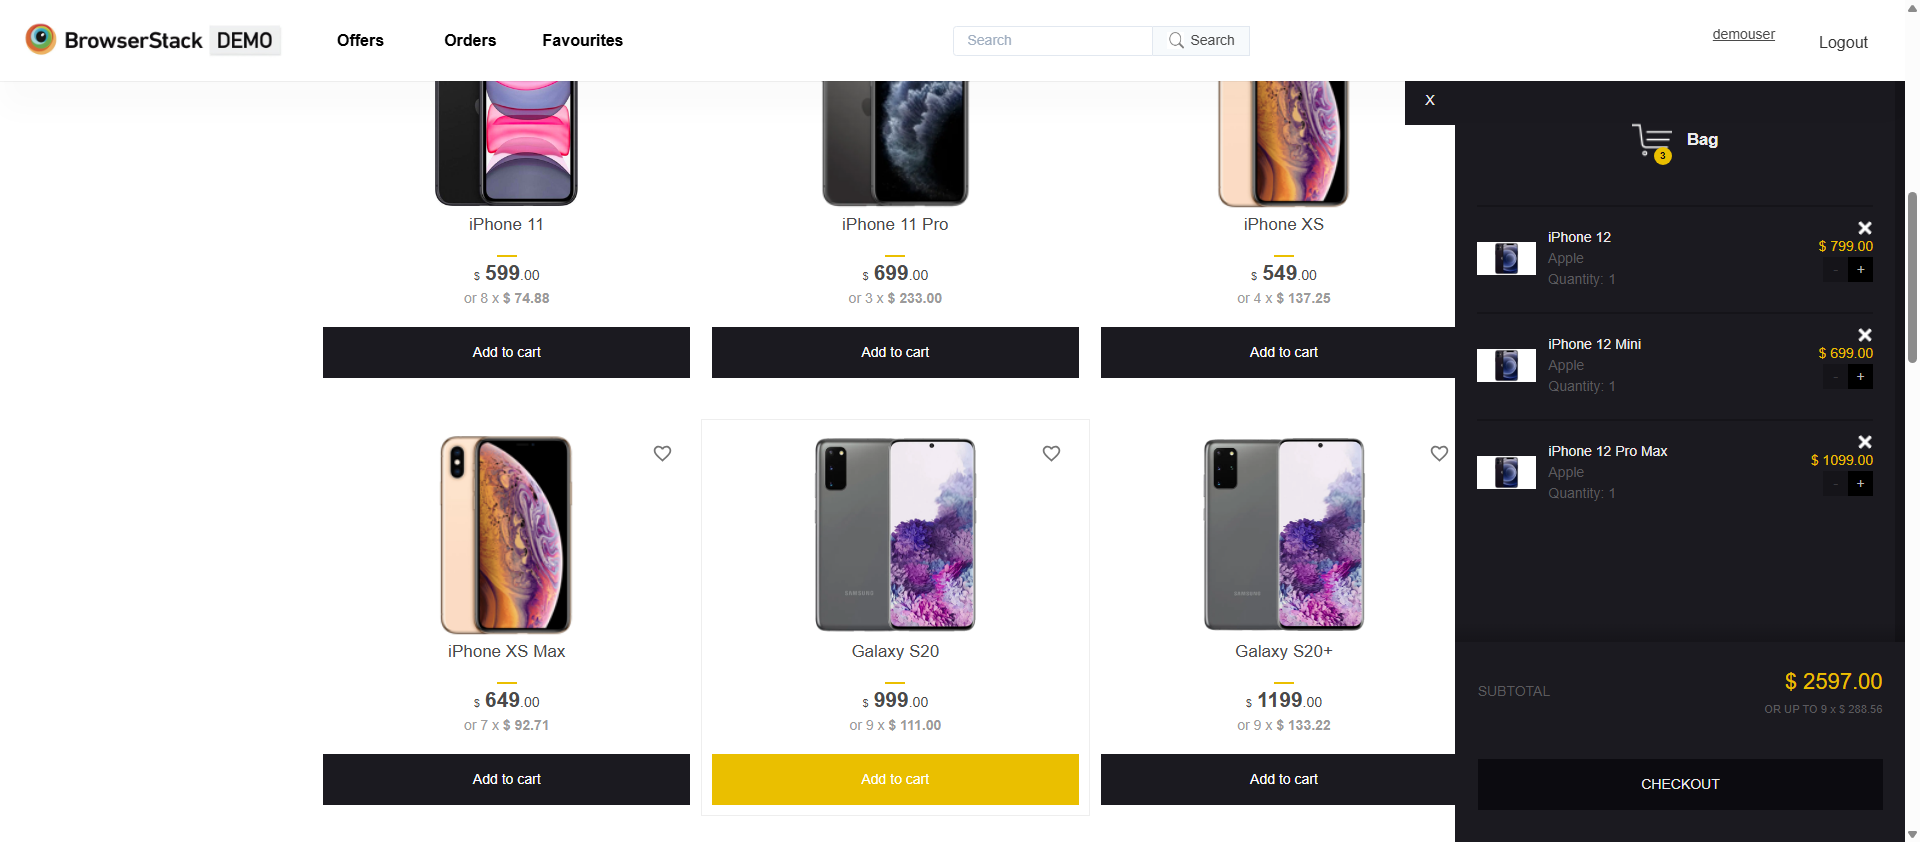 BrowserStack DEMO
Offers
Orders
Favourites
Search
Search
demouser
Logout
iPhone 11
$ 599.00
or 8 x $ 74.88
Add to cart
iPhone 11 Pro
$ 699.00
or 3 x $ 233.00
Add to cart
iPhone XS
$ 549.00
or 4 x $ 137.25
Add to cart
iPhone XS Max
$ 649.00
or 7 x $ 92.71
Add to cart
SAMSUNG
Galaxy S20
$ 999.00
or 9 x $ 111.00
Add to cart
SAMSUNG
Galaxy S20+
$ 1199.00
or 9 x $ 133.22
Add to cart
X
3
Bag
iPhone 12
Apple
Quantity: 1
$ 799.00
- +
iPhone 12 Mini
Apple
Quantity: 1
$ 699.00
- +
iPhone 12 Pro Max
Apple
Quantity: 1
$ 1099.00
- +
SUBTOTAL
$ 2597.00
OR UP TO 9 x $ 288.56
CHECKOUT